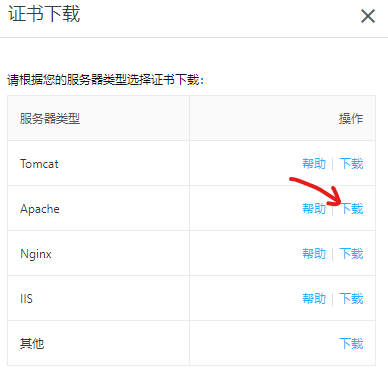 证书下载
请根据您的服务器类型选择证书下载：
服务器类型 操作
Tomcat 帮助 | 下载
Apache 帮助 | 下载
Nginx 帮助 | 下载
IIS 帮助 | 下载
其他 下载